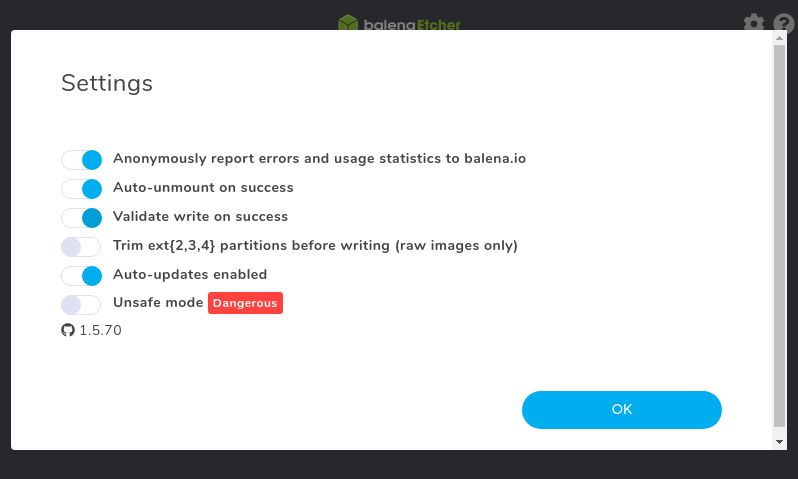 balenaEtcher
Settings
Anonymously report errors and usage statistics to balena.io
Auto-unmount on success
Validate write on success
Trim ext{2,3,4} partitions before writing (raw images only)
Auto-updates enabled
Unsafe mode Dangerous
1.5.70
OK